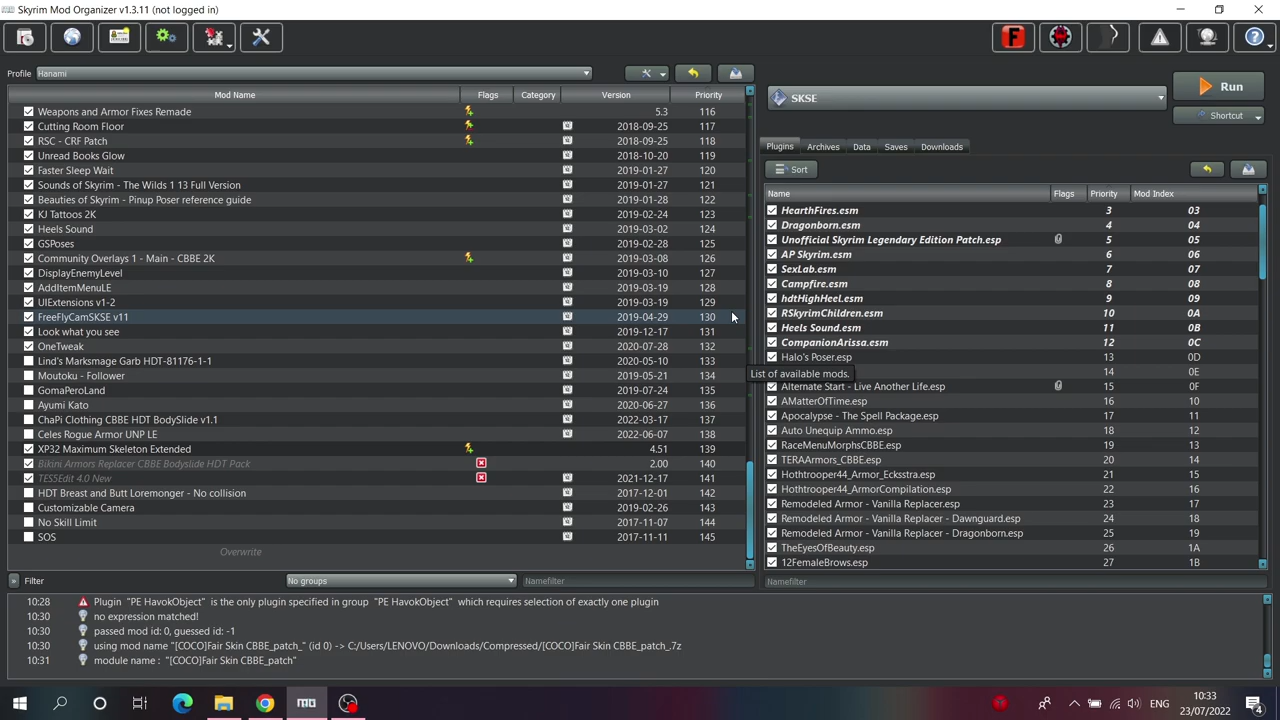 Skyrim Mod Organizer v1.3.11 (not logged in)
Profile Hanami
Mod Name Flags Category Version Priority
Weapons and Armor Fixes Remade 5.3 116
Cutting Room Floor 2018-09-25 117
RSC - CRF Patch 2018-09-25 118
Unread Books Glow 2018-10-20 119
Faster Sleep Wait 2019-01-27 120
Sounds of Skyrim - The Wilds 1 13 Full Version 2019-01-27 121
Beauties of Skyrim - Pinup Poser reference guide 2019-01-28 122
KJ Tattoos 2K 2019-02-24 123
Heels Sound 2019-03-02 124
GSPoses 2019-02-28 125
Community Overlays 1 - Main - CBBE 2K 2019-03-08 126
DisplayEnemyLevel 2019-03-10 127
AddItemMenuLE 2019-03-19 128
UIExtensions v1-2 2019-03-19 129
FreeFlyCamSKSE v11 2019-04-29 130
Look what you see 2019-12-17 131
OneTweak 2020-07-28 132
Lind's Marksmage Garb HDT-81176-1-1 2020-05-10 133
Moutoku - Follower 2019-05-21 134
GomaPeroLand 2019-07-24 135
Ayumi Kato 2020-06-27 136
ChaPi Clothing CBBE HDT BodySlide v1.1 2022-03-17 137
Celes Rogue Armor UNP LE 2022-06-07 138
XP32 Maximum Skeleton Extended 4.51 139
Bikini Armors Replacer CBBE Bodyslide HDT Pack 2.00 140
TES5Edit 4.0 New 2021-12-17 141
HDT Breast and Butt Loremonger - No collision 2017-12-01 142
Customizable Camera 2019-02-26 143
No Skill Limit 2017-11-07 144
SOS 2017-11-11 145
Overwrite
Filter No groups Namefilter
SKSE
Run
Shortcut
Plugins Archives Data Saves Downloads
Sort
Name Flags Priority Mod Index
HearthFires.esm 3 03
Dragonborn.esm 4 04
Unofficial Skyrim Legendary Edition Patch.esp 5 05
AP Skyrim.esm 6 06
SexLab.esm 7 07
Campfire.esm 8 08
hdtHighHeel.esm 9 09
RSkyrimChildren.esm 10 0A
Heels Sound.esm 11 0B
CompanionArissa.esm 12 0C
Halo's Poser.esp 13 0D
List of available mods. 14 0E
Alternate Start - Live Another Life.esp 15 0F
AMatterOfTime.esp 16 10
Apocalypse - The Spell Package.esp 17 11
Auto Unequip Ammo.esp 18 12
RaceMenuMorphsCBBE.esp 19 13
TERAArmors_CBBE.esp 20 14
Hothtrooper44_Armor_Ecksstra.esp 21 15
Hothtrooper44_ArmorCompilation.esp 22 16
Remodeled Armor - Vanilla Replacer.esp 23 17
Remodeled Armor - Vanilla Replacer - Dawnguard.esp 24 18
Remodeled Armor - Vanilla Replacer - Dragonborn.esp 25 19
TheEyesOfBeauty.esp 26 1A
12FemaleBrows.esp 27 1B
Namefilter
10:28 Plugin "PE HavokObject" is the only plugin specified in group "PE HavokObject" which requires selection of exactly one plugin
10:30 no expression matched!
10:30 passed mod id: 0, guessed id: -1
10:30 using mod name "[COCO]Fair Skin CBBE_patch_" (id 0) -> C:/Users/LENOVO/Downloads/Compressed/[COCO]Fair Skin CBBE_patch_.7z
10:31 module name : "[COCO]Fair Skin CBBE_patch"
ENG
10:33
23/07/2022
4